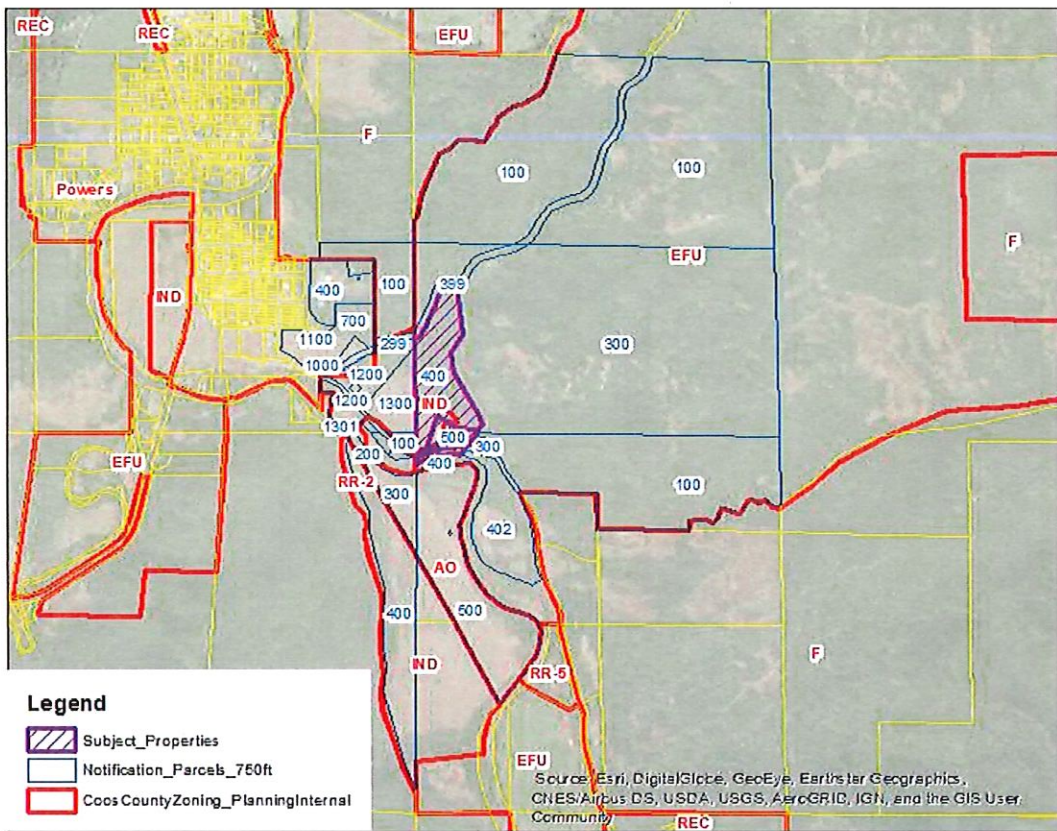 REC
REC
EFU
F
100
100
Powers
EFU
F
IND
400
100
399
700
1100
299
300
1000
1200
400
1200
1300
IND
1301
100
500
300
200
400
EFU
RR-2
300
100
402
AO
400
500
F
IND
RR-5
Legend
Subject_Properties
Notification_Parcels_750ft
CoosCountyZoning_PlanningInternal
EFU
Source: Esri, DigitalGlobe, GeoEye, Earthstar Geographics,
CNES/Airbus DS, USDA, USGS, AeroGRID, IGN, and the GIS User
Community
REC